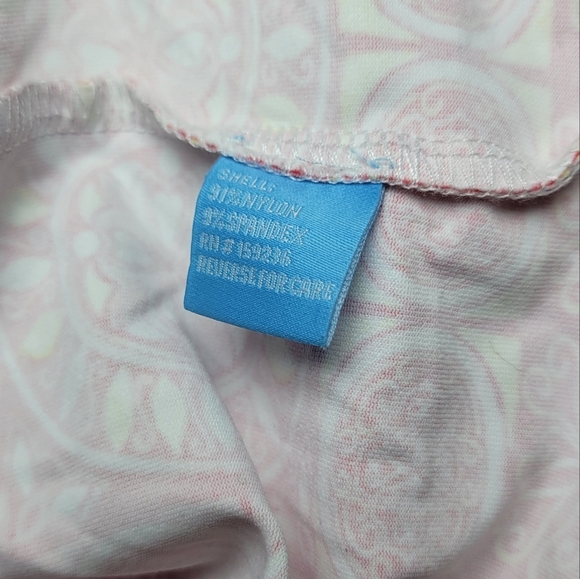 SHELL:
91% NYLON
9% SPANDEX
RN # 159236
REVERSE FOR CARE